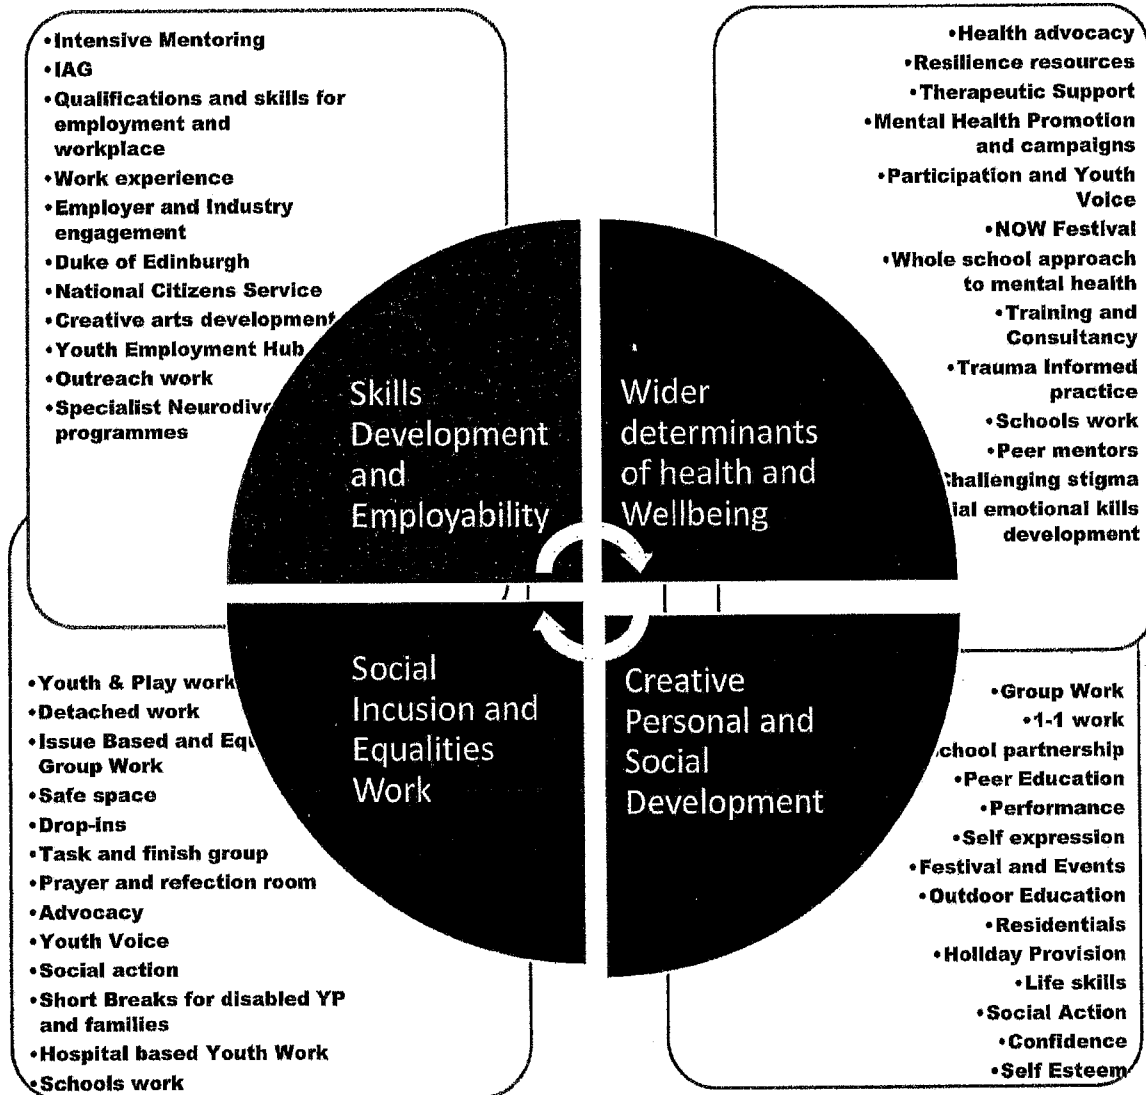 •Intensive Mentoring
•IAG
•Qualifications and skills for
employment and
workplace
•Work experience
•Employer and Industry
engagement
•Duke of Edinburgh
•National Citizens Service
•Creative arts development
•Youth Employment Hub
•Outreach work
•Specialist
programmes
•Health advocacy
•Resilience resources
•Therapeutic Support
•Mental Health Promotion
and campaigns
•Participation and Youth
Voice
•NOW Festival
•Whole school approach
to mental health
•Training and
Consultancy
•Trauma Informed
practice
•Schools work
•Peer mentors
stigma
emotional kills
development
Skills
Development
and
Employability
Wider
determinants
of health and
Wellbeing
Social
Incusion and
Equalities
Work
Creative
Personal and
Social
Development
•Youth & Play work
•Detached work
•Issue Based and
Group Work
•Safe space
•Drop-ins
•Task and finish group
•Prayer and refection room
•Advocacy
•Youth Voice
•Social action
•Short Breaks for disabled YP
and families
•Hospital based Youth Work
•Schools work
•Group Work
•1-1 work
partnership
•Peer Education
•Performance
•Self expression
•Festival and Events
•Outdoor Education
•Residentials
•Holiday Provision
•Life skills
•Social Action
•Confidence
•Self Esteem